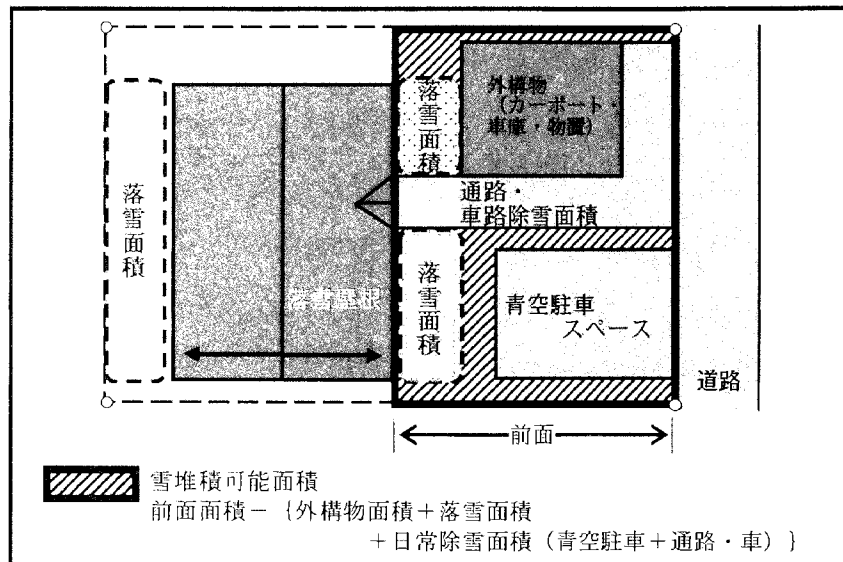 外構物
(カーポート・
車庫・物置)
落雪面積
落雪面積
通路・
車路除雪面積
落雪屋根
落雪面積
青空駐車
スペース
道路
前面
雪堆積可能面積
前面面積－{外構物面積＋落雪面積
＋日常除雪面積(青空駐車＋通路・車)}